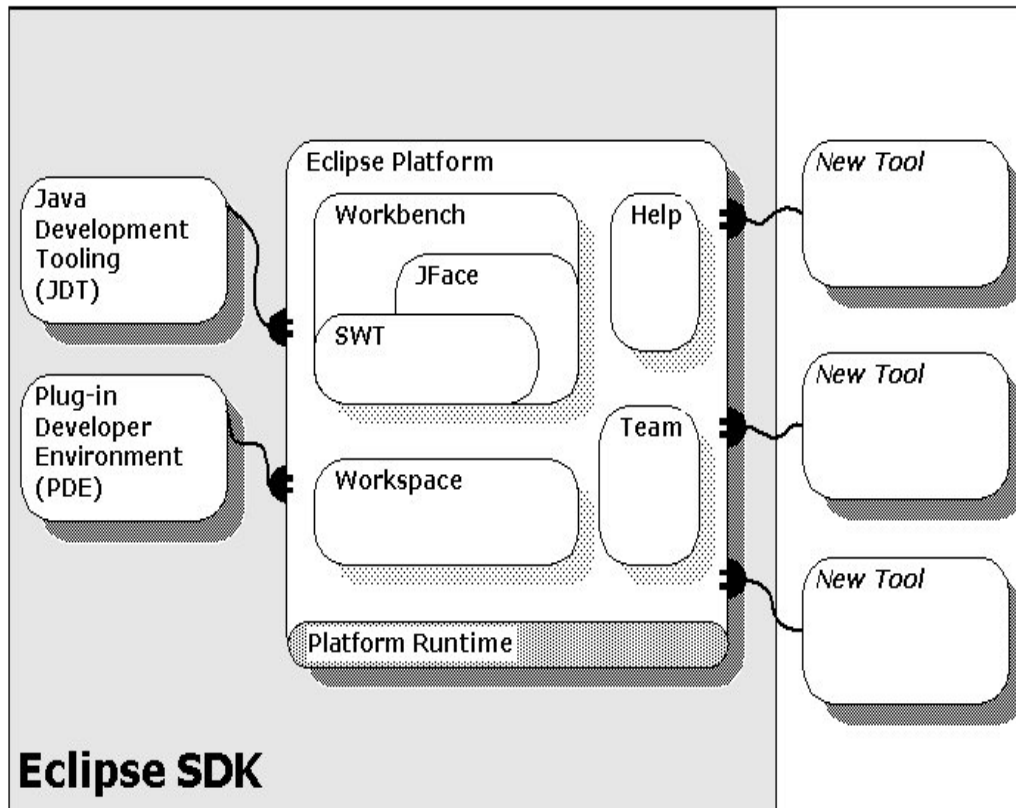 Java
Development
Tooling
(JDT)
Plug-in
Developer
Environment
(PDE)
Eclipse Platform
Workbench
JFace
SWT
Workspace
Help
Team
Platform Runtime
New Tool
New Tool
New Tool
Eclipse SDK